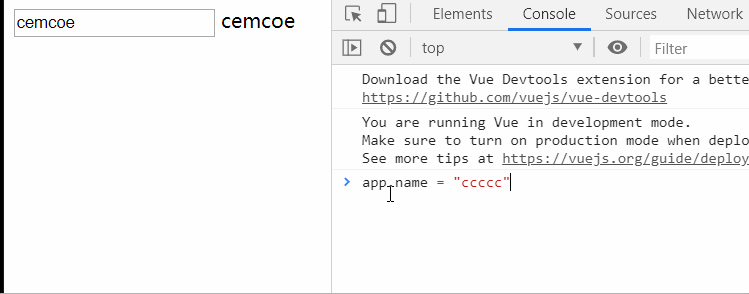 cemcoe cemcoe
Elements Console Sources Network
top Filter
Download the Vue Devtools extension for a bette
https://github.com/vuejs/vue-devtools
You are running Vue in development mode.
Make sure to turn on production mode when deplo
See more tips at https://vuejs.org/guide/deploy
> app.name = "ccccc"